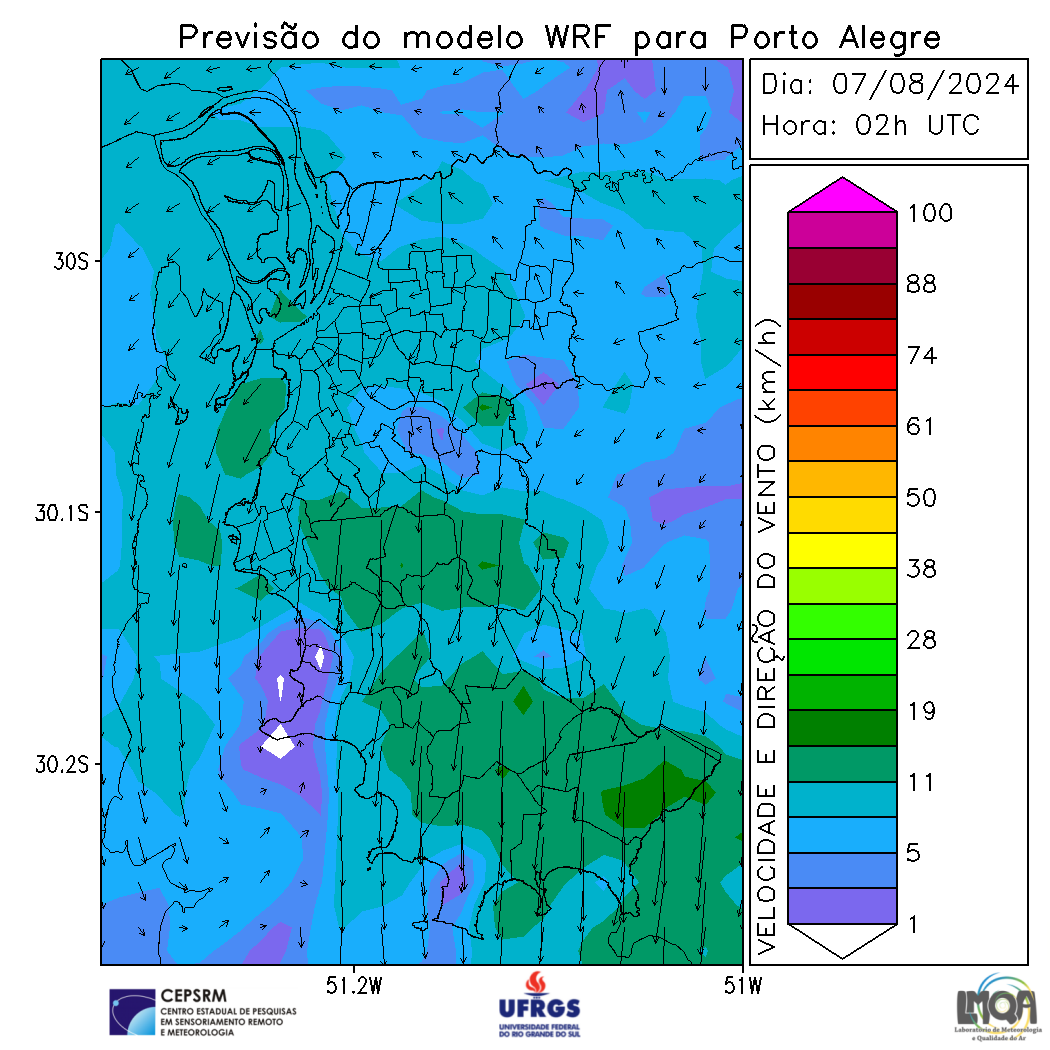 Previsão do modelo WRF para Porto Alegre
Dia: 07/08/2024
Hora: 02h UTC
30S
30.1S
30.2S
51.2W
51W
VELOCIDADE E DIREÇÃO DO VENTO (km/h)
100
88
74
61
50
38
28
19
11
5
1
CEPSRM
CENTRO ESTADUAL DE PESQUISAS
EM SENSORIAMENTO REMOTO
E METEOROLOGIA
UFRGS
UNIVERSIDADE FEDERAL
DO RIO GRANDE DO SUL
LMQA
Laboratório de Meteorologia
e Qualidade do Ar